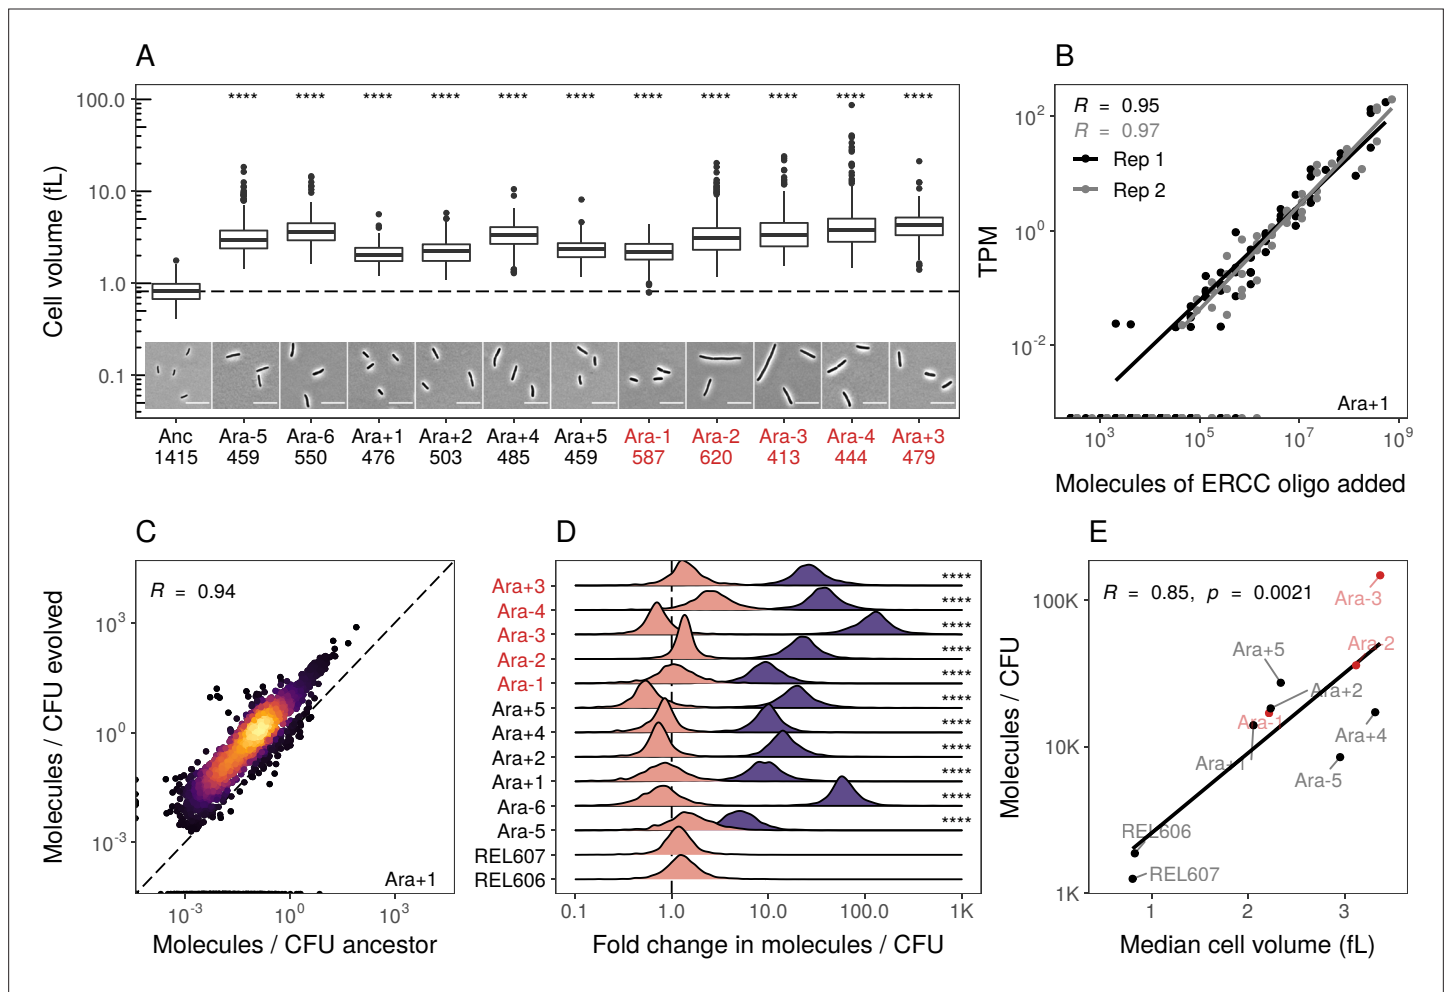 A
Cell volume (fL)
100.0
10.0
1.0
0.1
**** **** **** **** **** **** **** **** **** **** ****
Anc Ara-5 Ara-6 Ara+1 Ara+2 Ara+4 Ara+5 Ara-1 Ara-2 Ara-3 Ara-4 Ara+3
1415 459 550 476 503 485 459 587 620 413 444 479
B
TPM
10²
10⁰
10⁻²
R = 0.95
R = 0.97
Rep 1
Rep 2
Ara+1
10³ 10⁵ 10⁷ 10⁹
Molecules of ERCC oligo added
C
Molecules / CFU evolved
10³
10⁰
10⁻³
R = 0.94
Ara+1
10⁻³ 10⁰ 10³
Molecules / CFU ancestor
D
Ara+3 ****
Ara-4 ****
Ara-3 ****
Ara-2 ****
Ara-1 ****
Ara+5 ****
Ara+4 ****
Ara+2 ****
Ara+1 ****
Ara-6 ****
Ara-5 ****
REL607
REL606
0.1 1.0 10.0 100.0 1K
Fold change in molecules / CFU
E
Molecules / CFU
100K
10K
1K
R = 0.85, p = 0.0021
Ara-3
Ara-2
Ara+5
Ara+2
Ara-1
Ara+4
Ara+1
Ara-5
REL606
REL607
1 2 3
Median cell volume (fL)